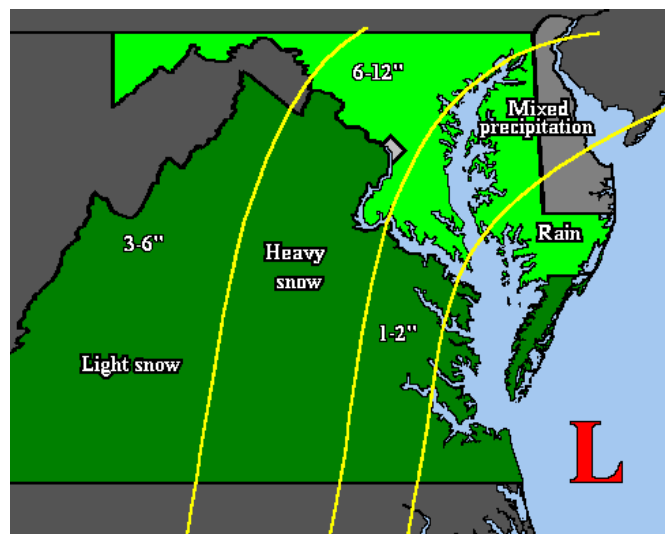 6-12"
Mixed
precipitation
Rain
3-6"
Heavy
snow
1-2"
Light snow
L